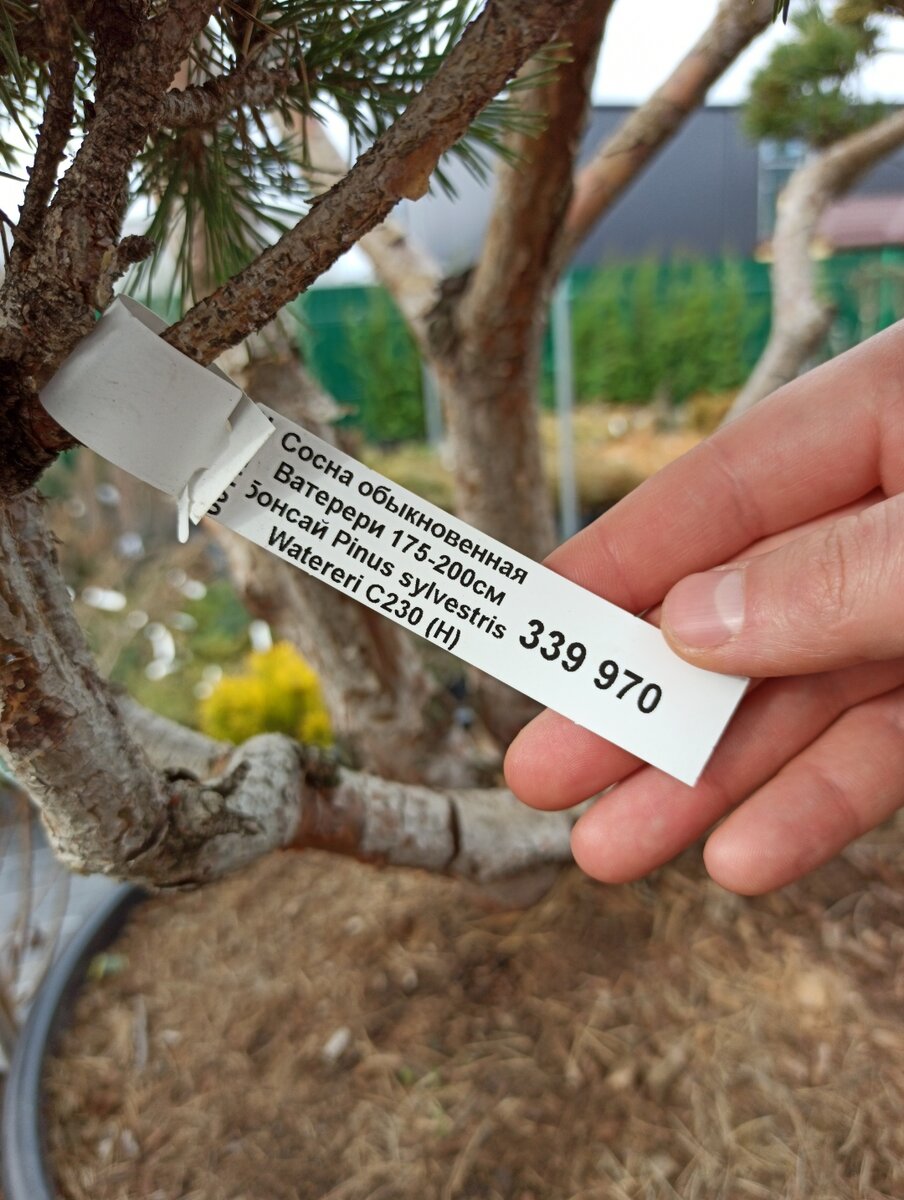 Сосна обыкновенная
Ватерери 175-200см
бонсай Pinus sylvestris
Watereri C230 (H)
339 970